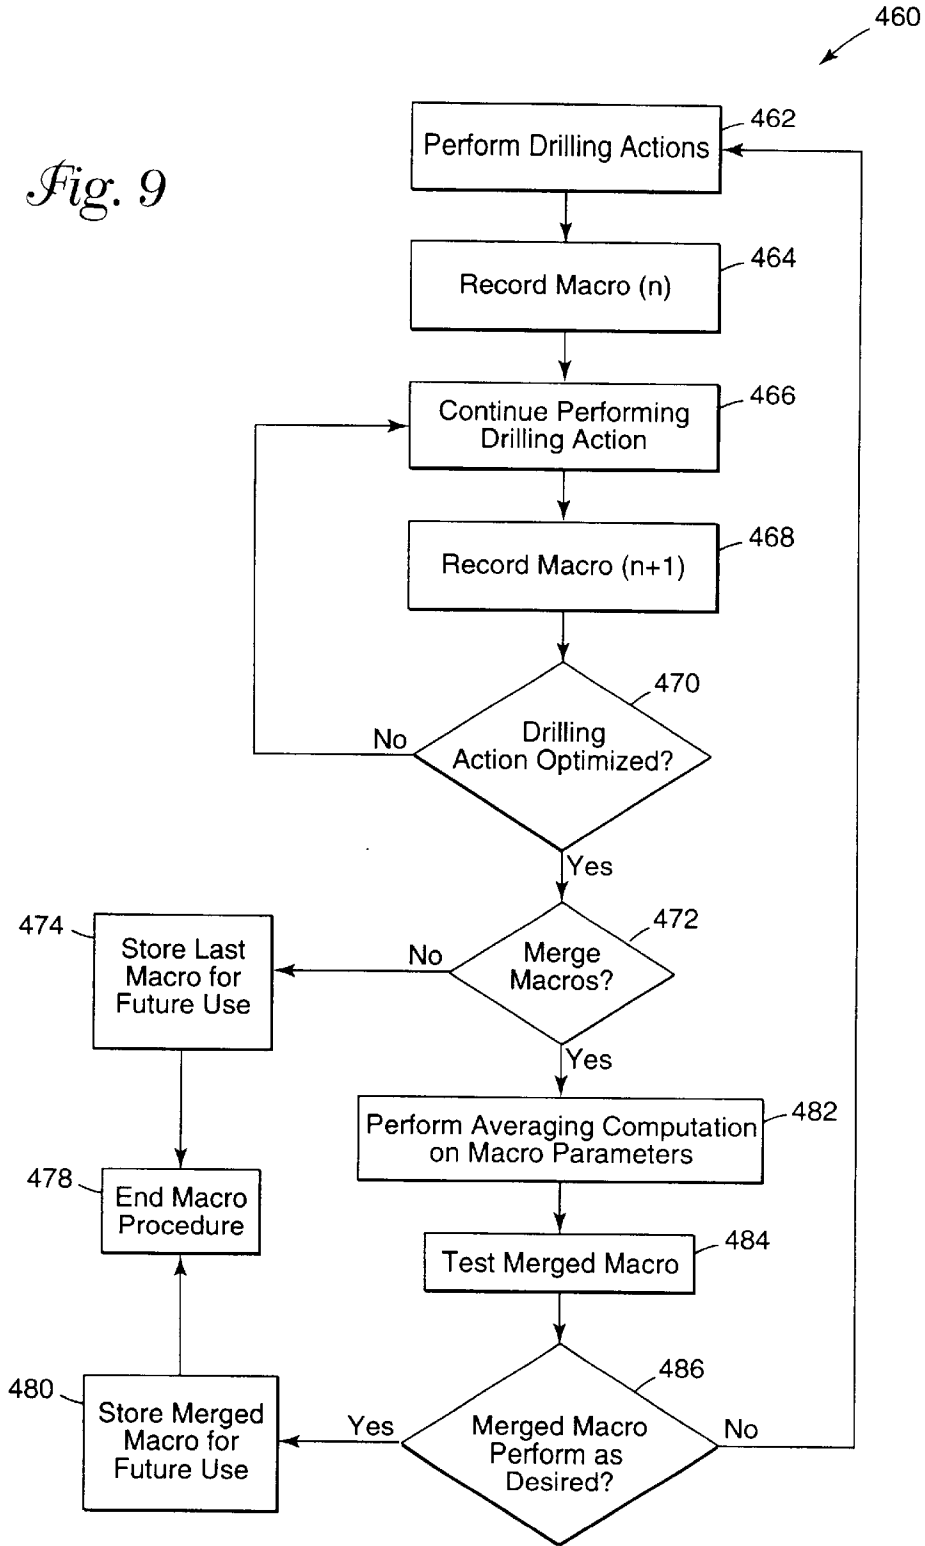 460
Fig. 9
462
Perform Drilling Actions
464
Record Macro (n)
466
Continue Performing
Drilling Action
468
Record Macro (n+1)
470
Drilling
Action Optimized?
No
Yes
472
Merge
Macros?
No
474
Store Last
Macro for
Future Use
Yes
482
Perform Averaging Computation
on Macro Parameters
478
End Macro
Procedure
484
Test Merged Macro
486
Merged Macro
Perform as
Desired?
No
Yes
480
Store Merged
Macro for
Future Use